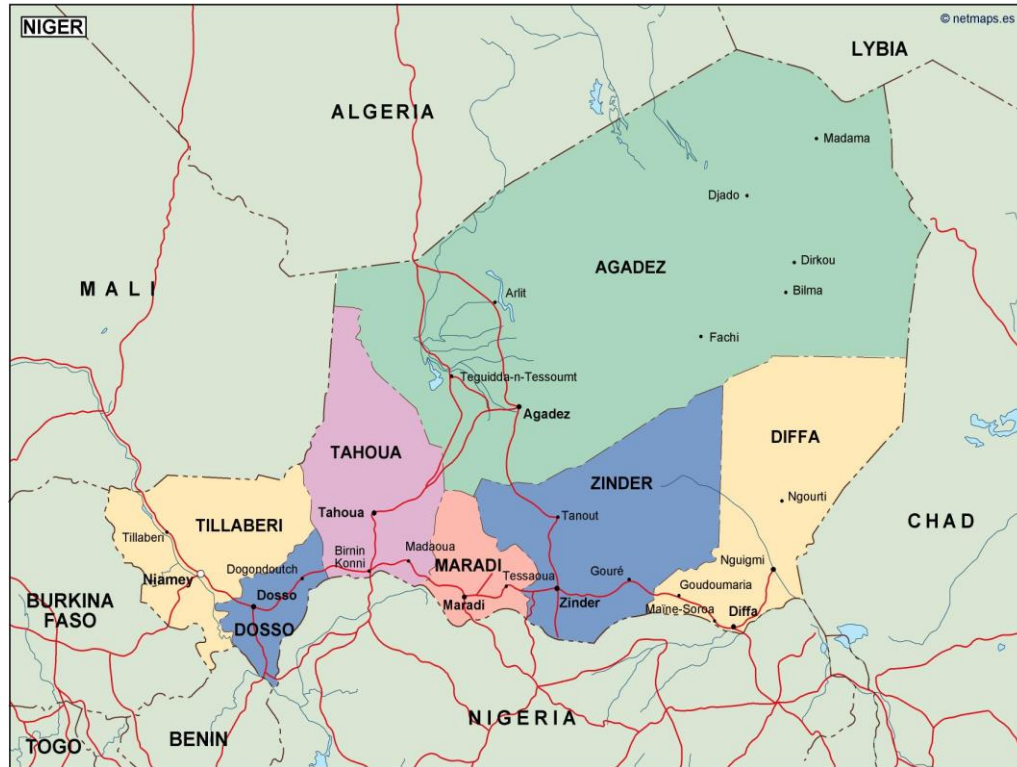 NIGER
© netmaps.es
LYBIA
ALGERIA
Madama
Djado
AGADEZ
Dirkou
MALI
Bilma
Arlit
Fachi
Teguidda-n-Tessoumt
Agadez
DIFFA
TAHOUA
ZINDER
Ngourti
Tahoua
Tanout
CHAD
TILLABERI
Tillaberi
Birnin
Konni
Madaoua
Nguigmi
MARADI
Niamey
Dogondoutch
Tessaoua
Gouré
Goudoumaria
Dosso
Maradi
Zinder
Maïne-Soroa
Diffa
BURKINA
FASO
DOSSO
NIGERIA
BENIN
TOGO